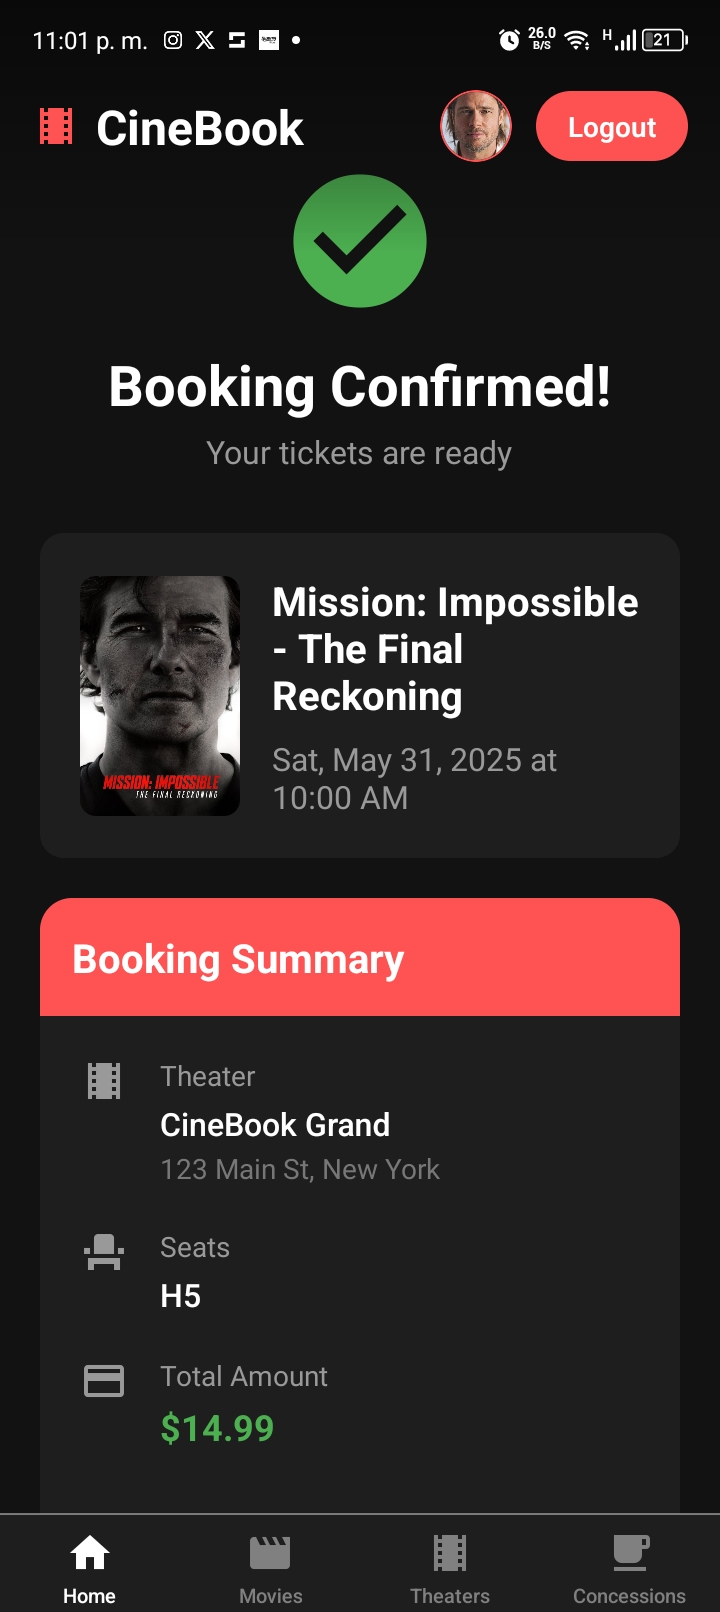 11:01 p. m.
26.0
B/S
H
21
CineBook
Logout
Booking Confirmed!
Your tickets are ready
Mission: Impossible
- The Final
Reckoning
Sat, May 31, 2025 at
10:00 AM
MISSION: IMPOSSIBLE
THE FINAL RECKONING
Booking Summary
Theater
CineBook Grand
123 Main St, New York
Seats
H5
Total Amount
$14.99
Home
Movies
Theaters
Concessions